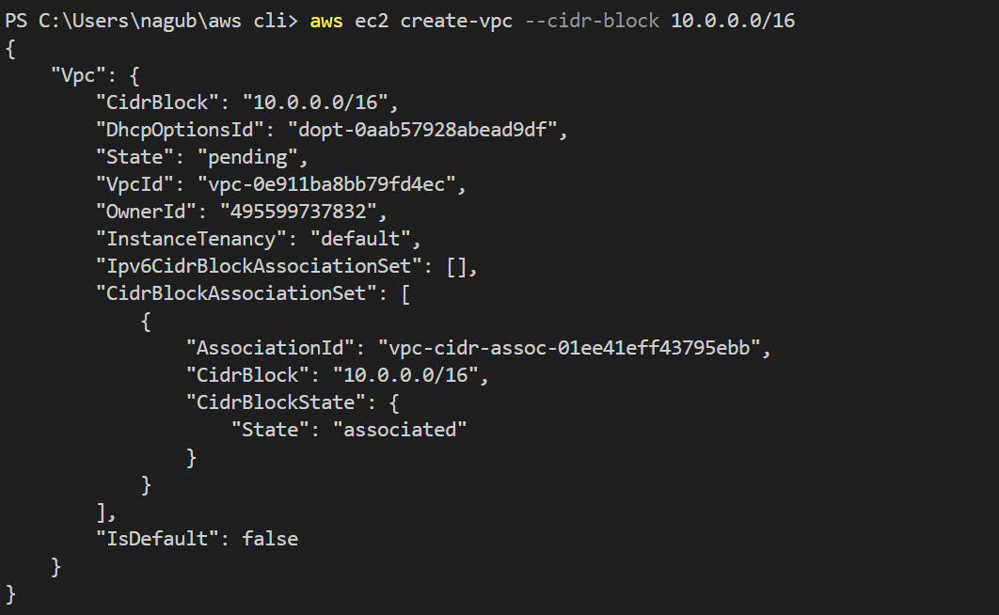 PS C:\Users\nagub\aws cli> aws ec2 create-vpc --cidr-block 10.0.0.0/16
{
    "Vpc": {
        "CidrBlock": "10.0.0.0/16",
        "DhcpOptionsId": "dopt-0aab57928abead9df",
        "State": "pending",
        "VpcId": "vpc-0e911ba8bb79fd4ec",
        "OwnerId": "495599737832",
        "InstanceTenancy": "default",
        "Ipv6CidrBlockAssociationSet": [],
        "CidrBlockAssociationSet": [
            {
                "AssociationId": "vpc-cidr-assoc-01ee41eff43795ebb",
                "CidrBlock": "10.0.0.0/16",
                "CidrBlockState": {
                    "State": "associated"
                }
            }
        ],
        "IsDefault": false
    }
}